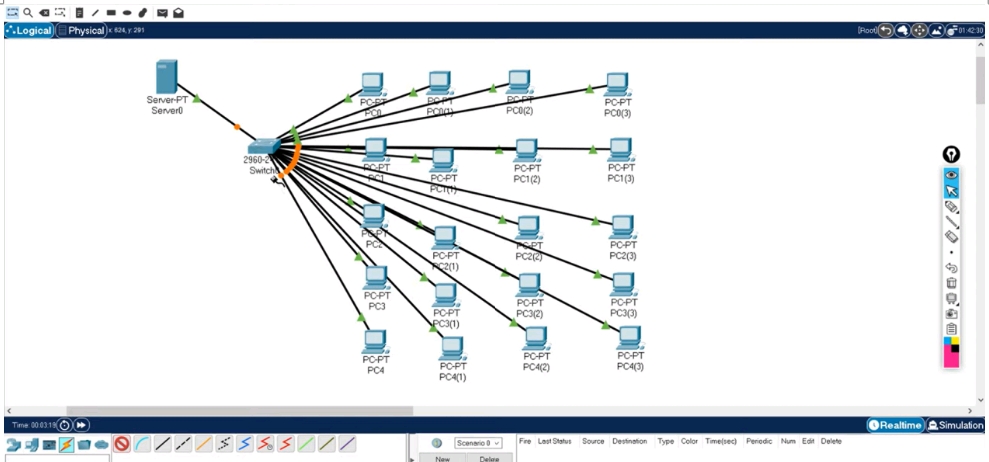 Logical
Physical
x: 624, y: 291
[Root]
01:42:30
Server-PT
Server0
2960-2
Switch
PC-PT
PC0
PC-PT
PC0(1)
PC-PT
PC0(2)
PC-PT
PC0(3)
PC-PT
PC1
PC-PT
PC1(1)
PC-PT
PC1(2)
PC-PT
PC1(3)
PC-PT
PC2
PC-PT
PC2(1)
PC-PT
PC2(2)
PC-PT
PC2(3)
PC-PT
PC3
PC-PT
PC3(1)
PC-PT
PC3(2)
PC-PT
PC3(3)
PC-PT
PC4
PC-PT
PC4(1)
PC-PT
PC4(2)
PC-PT
PC4(3)
Time: 00:03:19
Realtime
Simulation
Scenario 0
New
Delete
Fire Last Status Source Destination Type Color Time(sec) Periodic Num Edit Delete